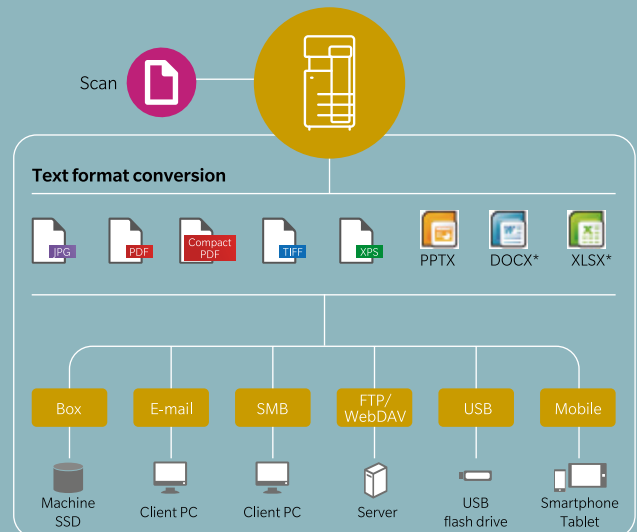 Scan
Text format conversion
JPG
PDF
Compact
PDF
TIFF
XPS
PPTX
DOCX*
XLSX*
Box
E-mail
SMB
FTP/
WebDAV
USB
Mobile
Machine
SSD
Client PC
Client PC
Server
USB
flash drive
Smartphone
Tablet